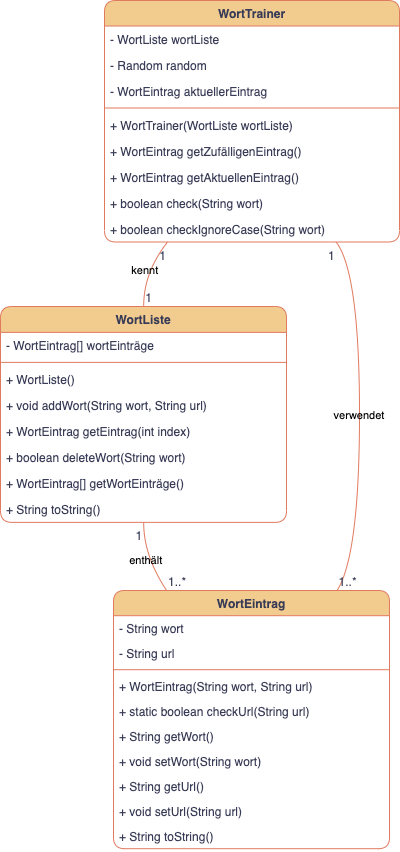 WortTrainer
- WortListe wortListe
- Random random
- WortEintrag aktuellerEintrag
+ WortTrainer(WortListe wortListe)
+ WortEintrag getZufälligenEintrag()
+ WortEintrag getAktuellenEintrag()
+ boolean check(String wort)
+ boolean checkIgnoreCase(String wort)
1
1
kennt
1
WortListe
- WortEintrag[] wortEinträge
+ WortListe()
+ void addWort(String wort, String url)
+ WortEintrag getEintrag(int index)
+ boolean deleteWort(String wort)
+ WortEintrag[] getWortEinträge()
+ String toString()
verwendet
1
enthält
1..*
1..*
WortEintrag
- String wort
- String url
+ WortEintrag(String wort, String url)
+ static boolean checkUrl(String url)
+ String getWort()
+ void setWort(String wort)
+ String getUrl()
+ void setUrl(String url)
+ String toString()